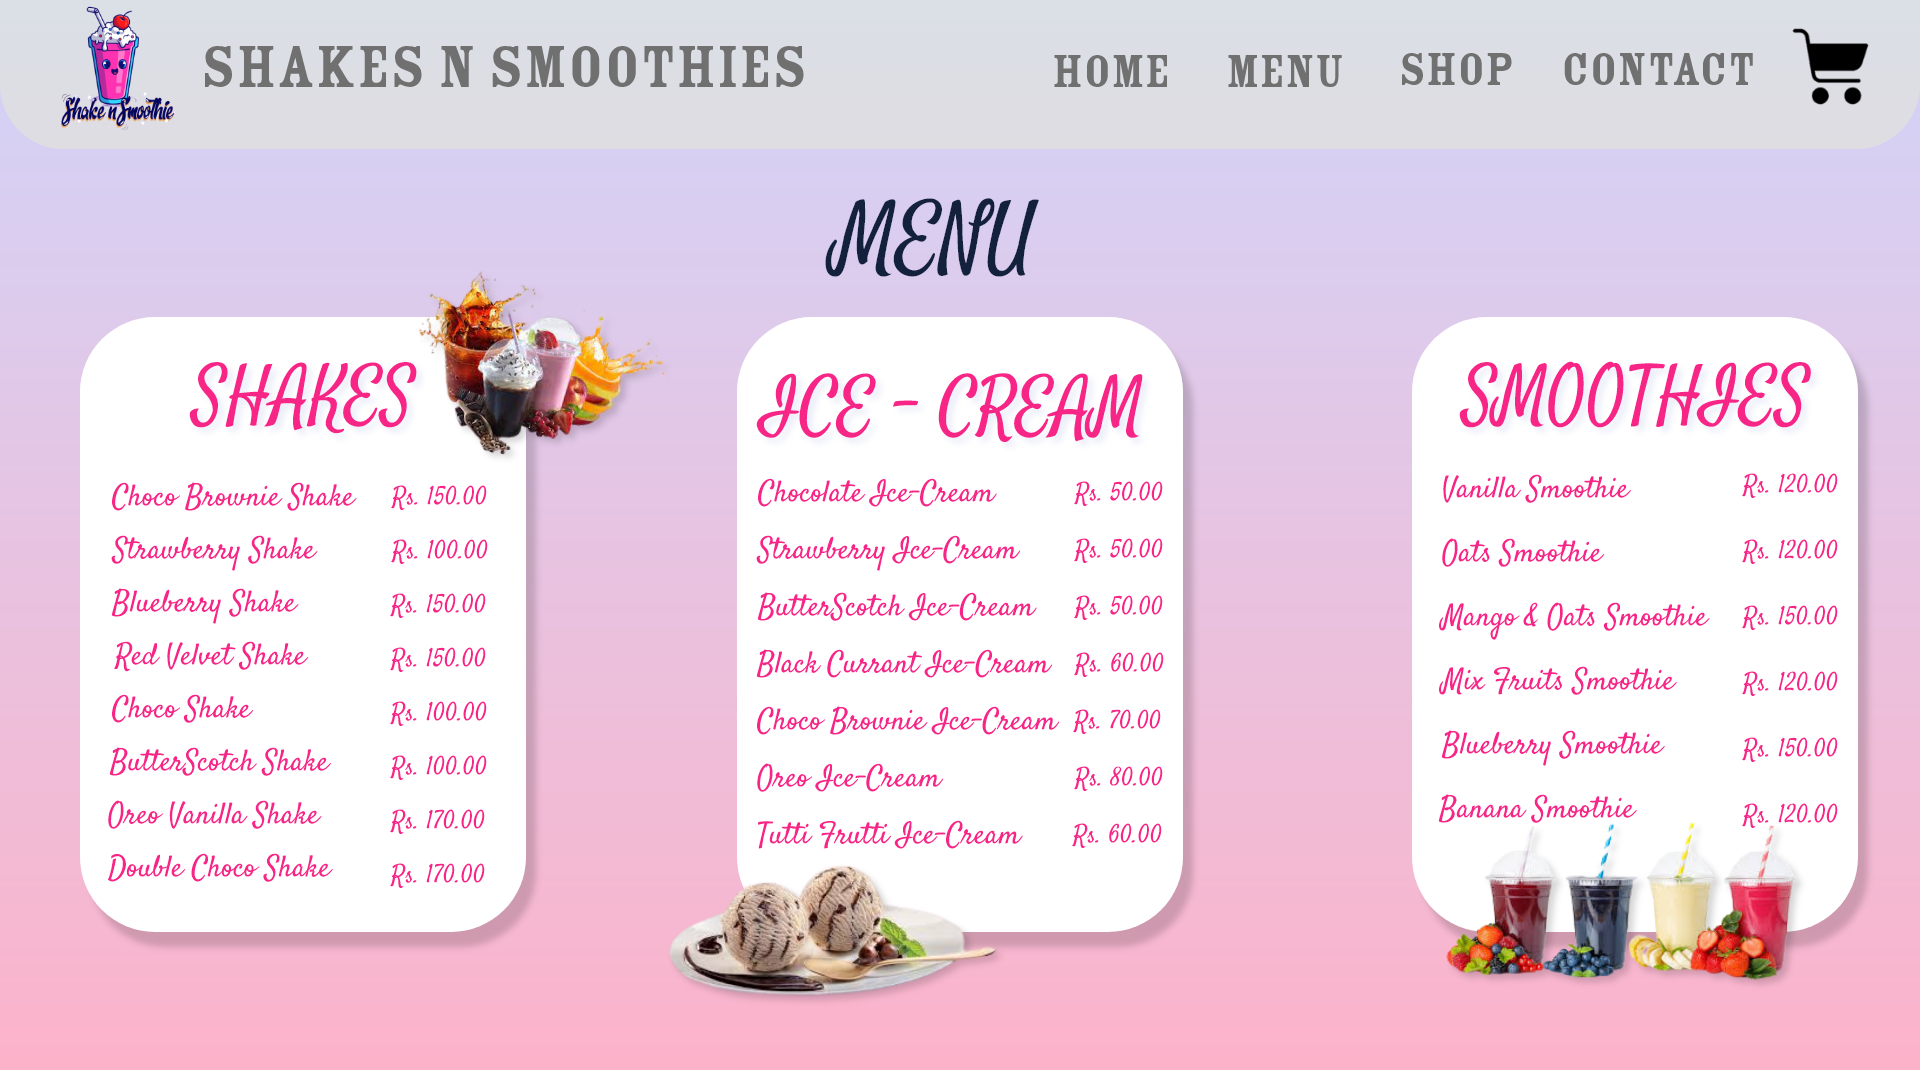 Shake n Smoothie
SHAKES N SMOOTHIES
HOME
MENU
SHOP
CONTACT
MENU
SHAKES
Choco Brownie Shake Rs. 150.00
Strawberry Shake Rs. 100.00
Blueberry Shake Rs. 150.00
Red Velvet Shake Rs. 150.00
Choco Shake Rs. 100.00
ButterScotch Shake Rs. 100.00
Oreo Vanilla Shake Rs. 170.00
Double Choco Shake Rs. 170.00
ICE - CREAM
Chocolate Ice-Cream Rs. 50.00
Strawberry Ice-Cream Rs. 50.00
ButterScotch Ice-Cream Rs. 50.00
Black Currant Ice-Cream Rs. 60.00
Choco Brownie Ice-Cream Rs. 70.00
Oreo Ice-Cream Rs. 80.00
Tutti Frutti Ice-Cream Rs. 60.00
SMOOTHIES
Vanilla Smoothie Rs. 120.00
Oats Smoothie Rs. 120.00
Mango & Oats Smoothie Rs. 150.00
Mix Fruits Smoothie Rs. 120.00
Blueberry Smoothie Rs. 150.00
Banana Smoothie Rs. 120.00